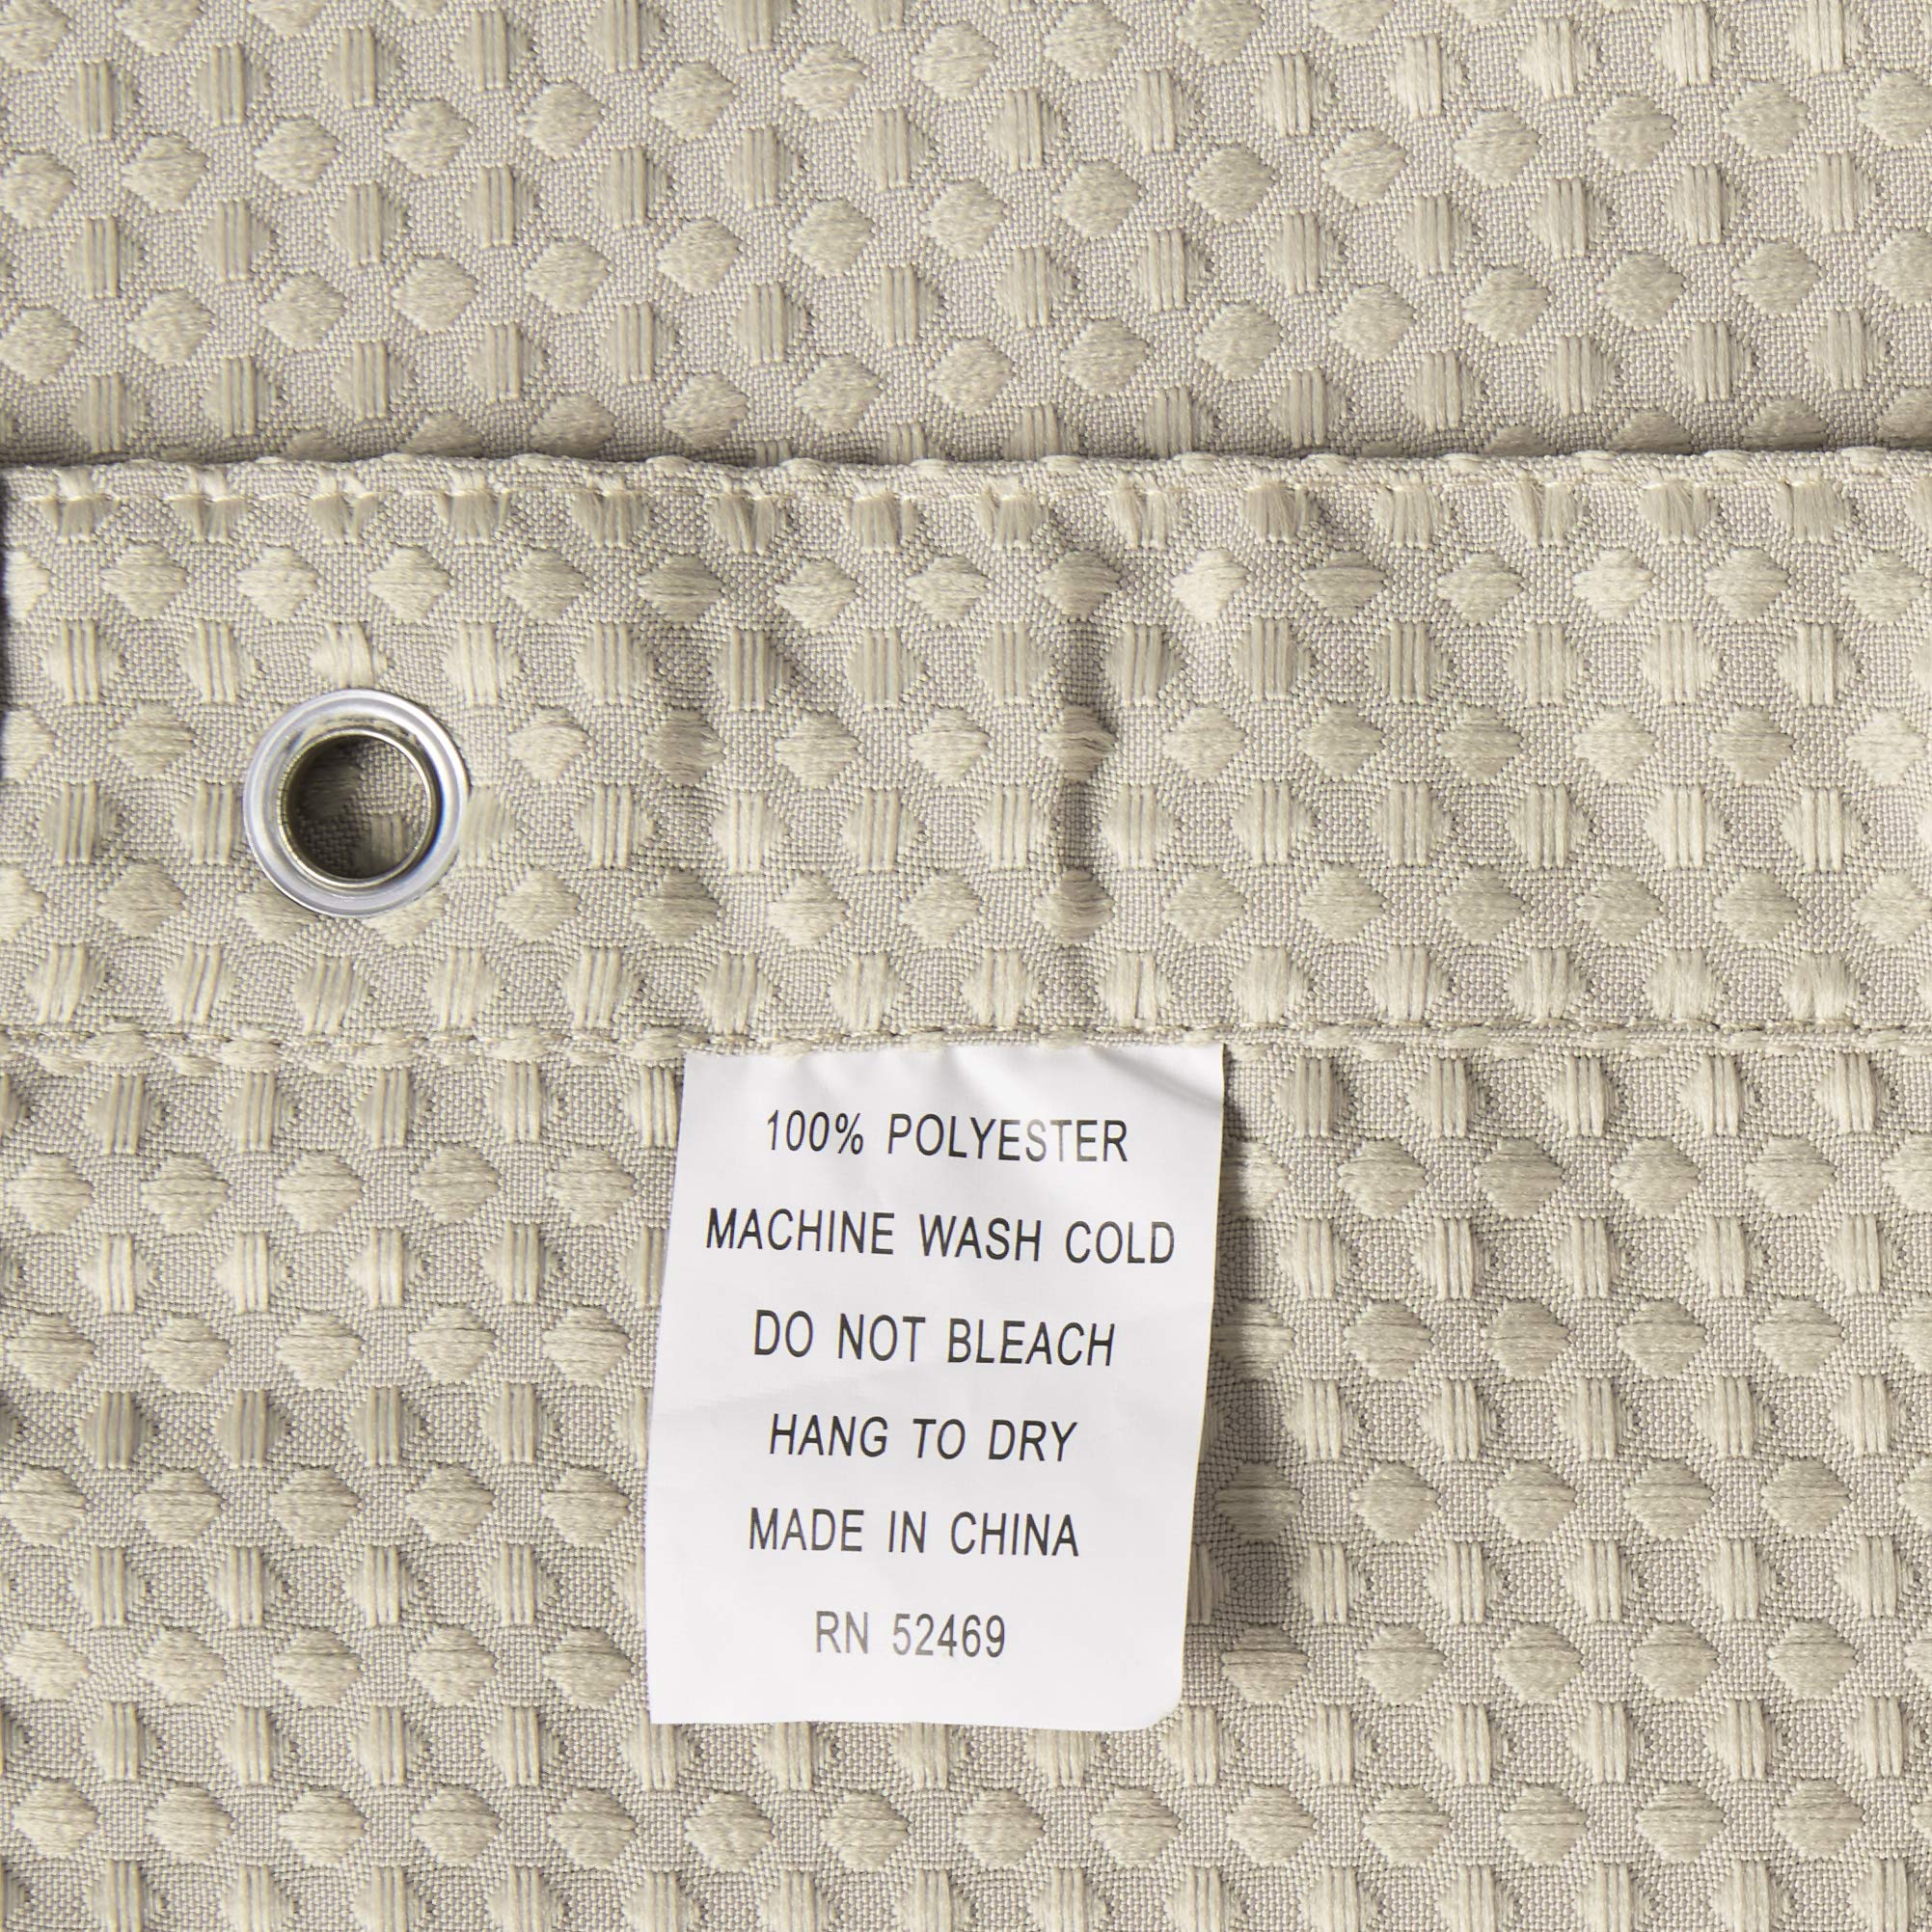 100% POLYESTER
MACHINE WASH COLD
DO NOT BLEACH
HANG TO DRY
MADE IN CHINA
RN 52469